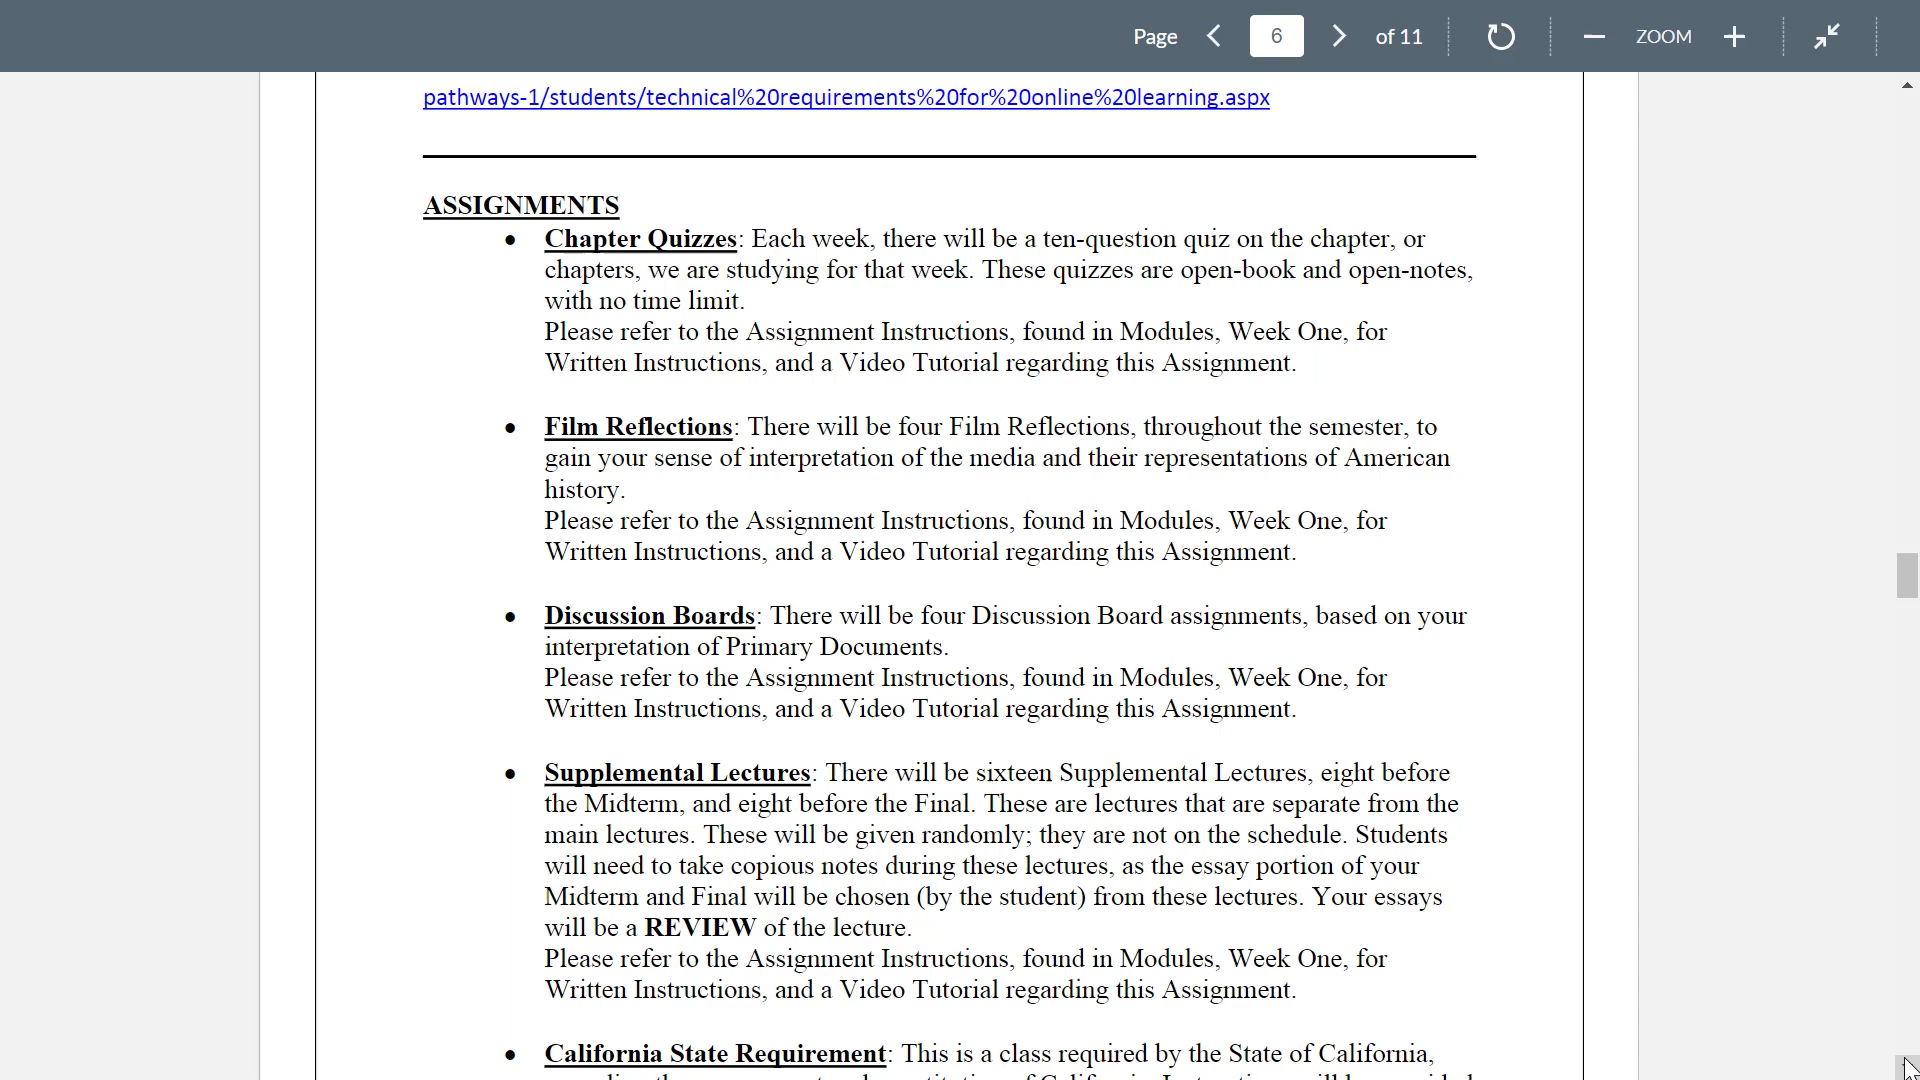 Page 6 of 11 ZOOM
pathways-1/students/technical%20requirements%20for%20online%20learning.aspx
ASSIGNMENTS
• Chapter Quizzes: Each week, there will be a ten-question quiz on the chapter, or
chapters, we are studying for that week. These quizzes are open-book and open-notes,
with no time limit.
Please refer to the Assignment Instructions, found in Modules, Week One, for
Written Instructions, and a Video Tutorial regarding this Assignment.
• Film Reflections: There will be four Film Reflections, throughout the semester, to
gain your sense of interpretation of the media and their representations of American
history.
Please refer to the Assignment Instructions, found in Modules, Week One, for
Written Instructions, and a Video Tutorial regarding this Assignment.
• Discussion Boards: There will be four Discussion Board assignments, based on your
interpretation of Primary Documents.
Please refer to the Assignment Instructions, found in Modules, Week One, for
Written Instructions, and a Video Tutorial regarding this Assignment.
• Supplemental Lectures: There will be sixteen Supplemental Lectures, eight before
the Midterm, and eight before the Final. These are lectures that are separate from the
main lectures. These will be given randomly; they are not on the schedule. Students
will need to take copious notes during these lectures, as the essay portion of your
Midterm and Final will be chosen (by the student) from these lectures. Your essays
will be a REVIEW of the lecture.
Please refer to the Assignment Instructions, found in Modules, Week One, for
Written Instructions, and a Video Tutorial regarding this Assignment.
• California State Requirement: This is a class required by the State of California,